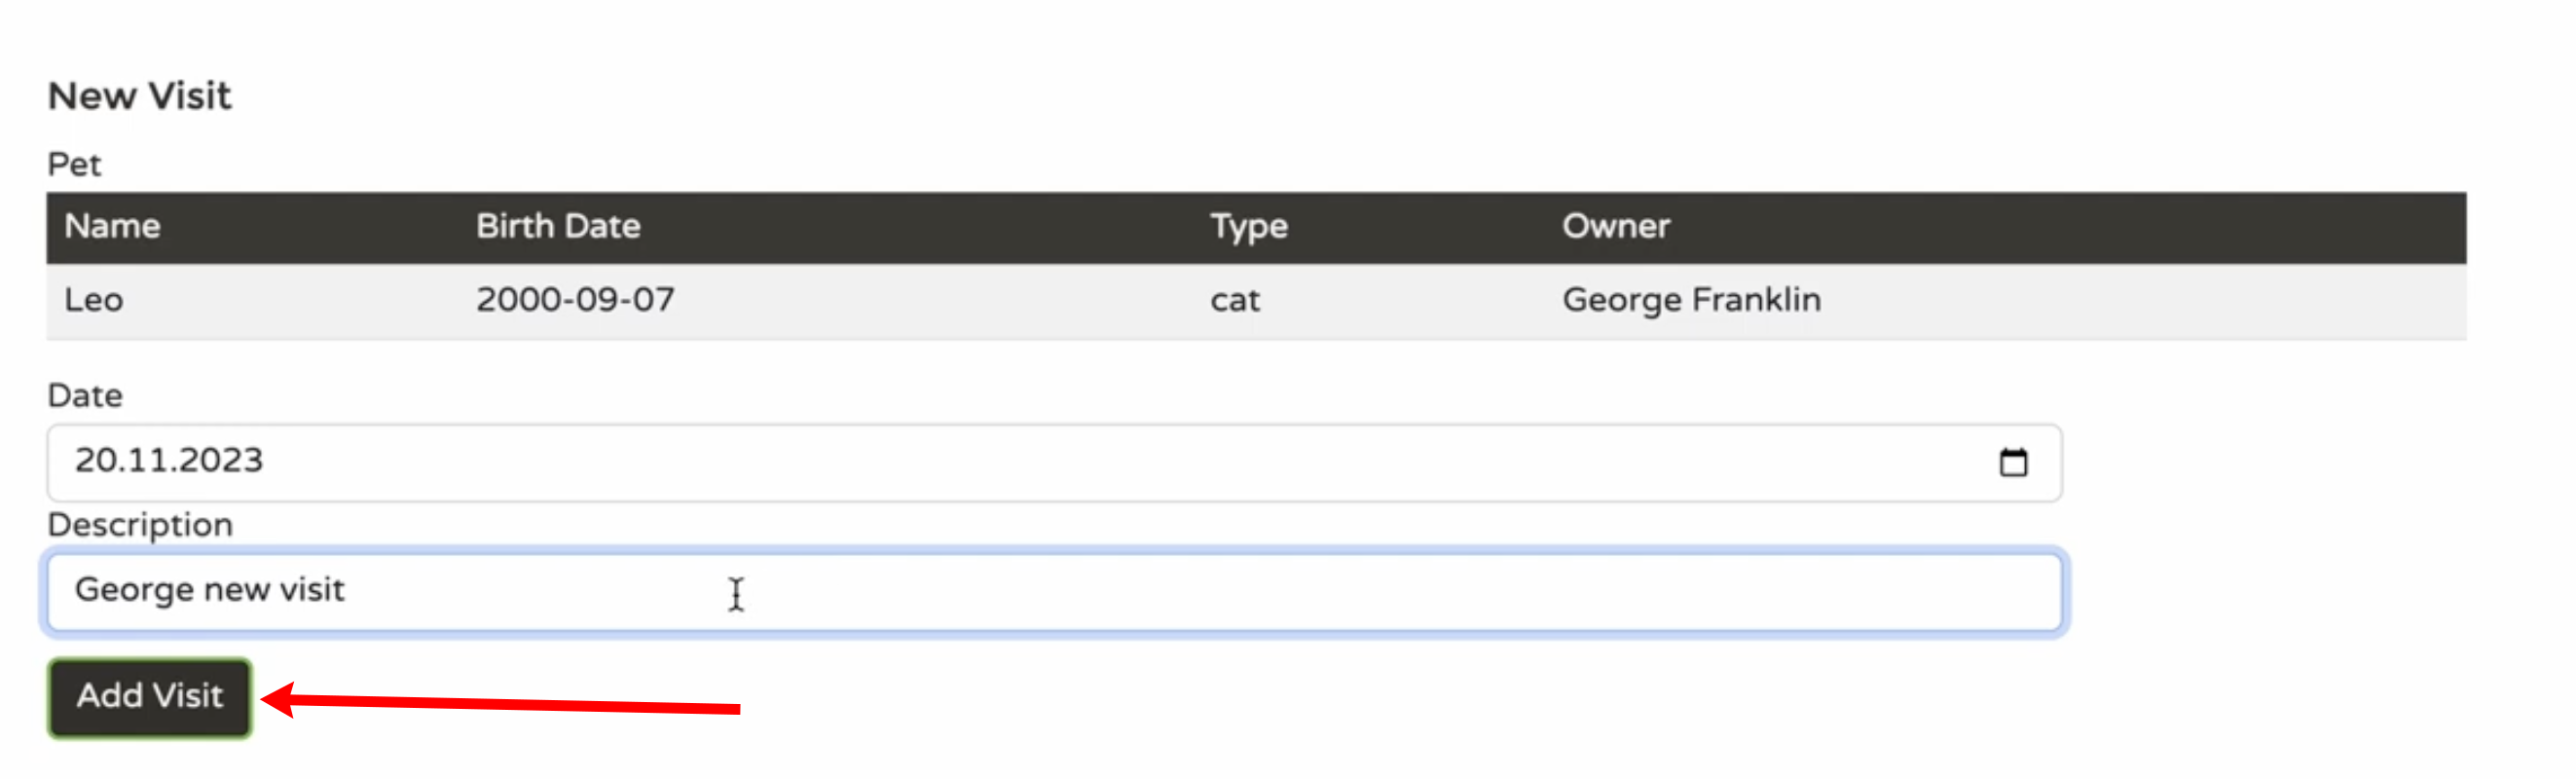 New Visit
Pet
Name Birth Date Type Owner
Leo 2000-09-07 cat George Franklin
Date
20.11.2023
Description
George new visit
Add Visit